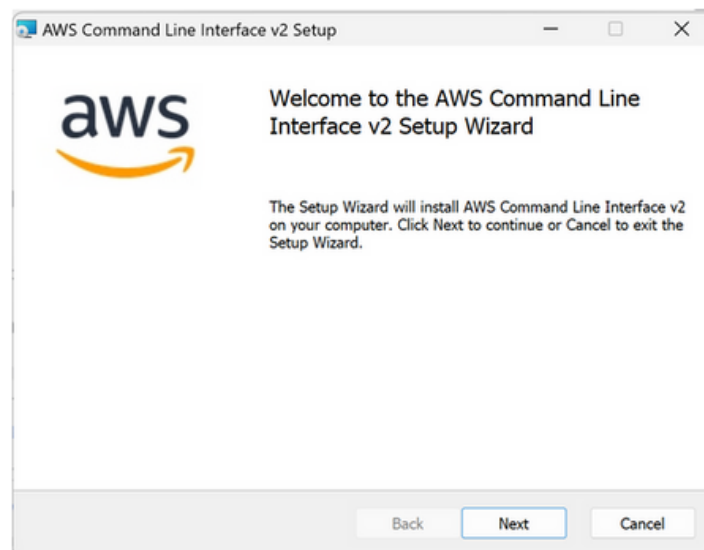 AWS Command Line Interface v2 Setup
aws
Welcome to the AWS Command Line
Interface v2 Setup Wizard
The Setup Wizard will install AWS Command Line Interface v2
on your computer. Click Next to continue or Cancel to exit the
Setup Wizard.
Back Next Cancel